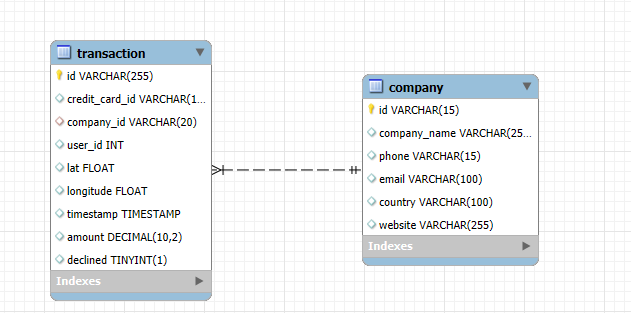 transaction
id VARCHAR(255)
credit_card_id VARCHAR(1...
company_id VARCHAR(20)
user_id INT
lat FLOAT
longitude FLOAT
timestamp TIMESTAMP
amount DECIMAL(10,2)
declined TINYINT(1)
Indexes
company
id VARCHAR(15)
company_name VARCHAR(25...
phone VARCHAR(15)
email VARCHAR(100)
country VARCHAR(100)
website VARCHAR(255)
Indexes